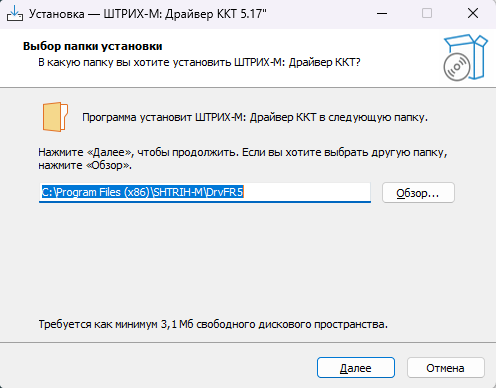 Установка — ШТРИХ-М: Драйвер ККТ 5.17"
Выбор папки установки
В какую папку вы хотите установить ШТРИХ-М: Драйвер ККТ?
Программа установит ШТРИХ-М: Драйвер ККТ в следующую папку.
Нажмите «Далее», чтобы продолжить. Если вы хотите выбрать другую папку,
нажмите «Обзор».
C:\Program Files (x86)\SHTRIH-M\DrvFR5
Обзор...
Требуется как минимум 3,1 Мб свободного дискового пространства.
Далее
Отмена